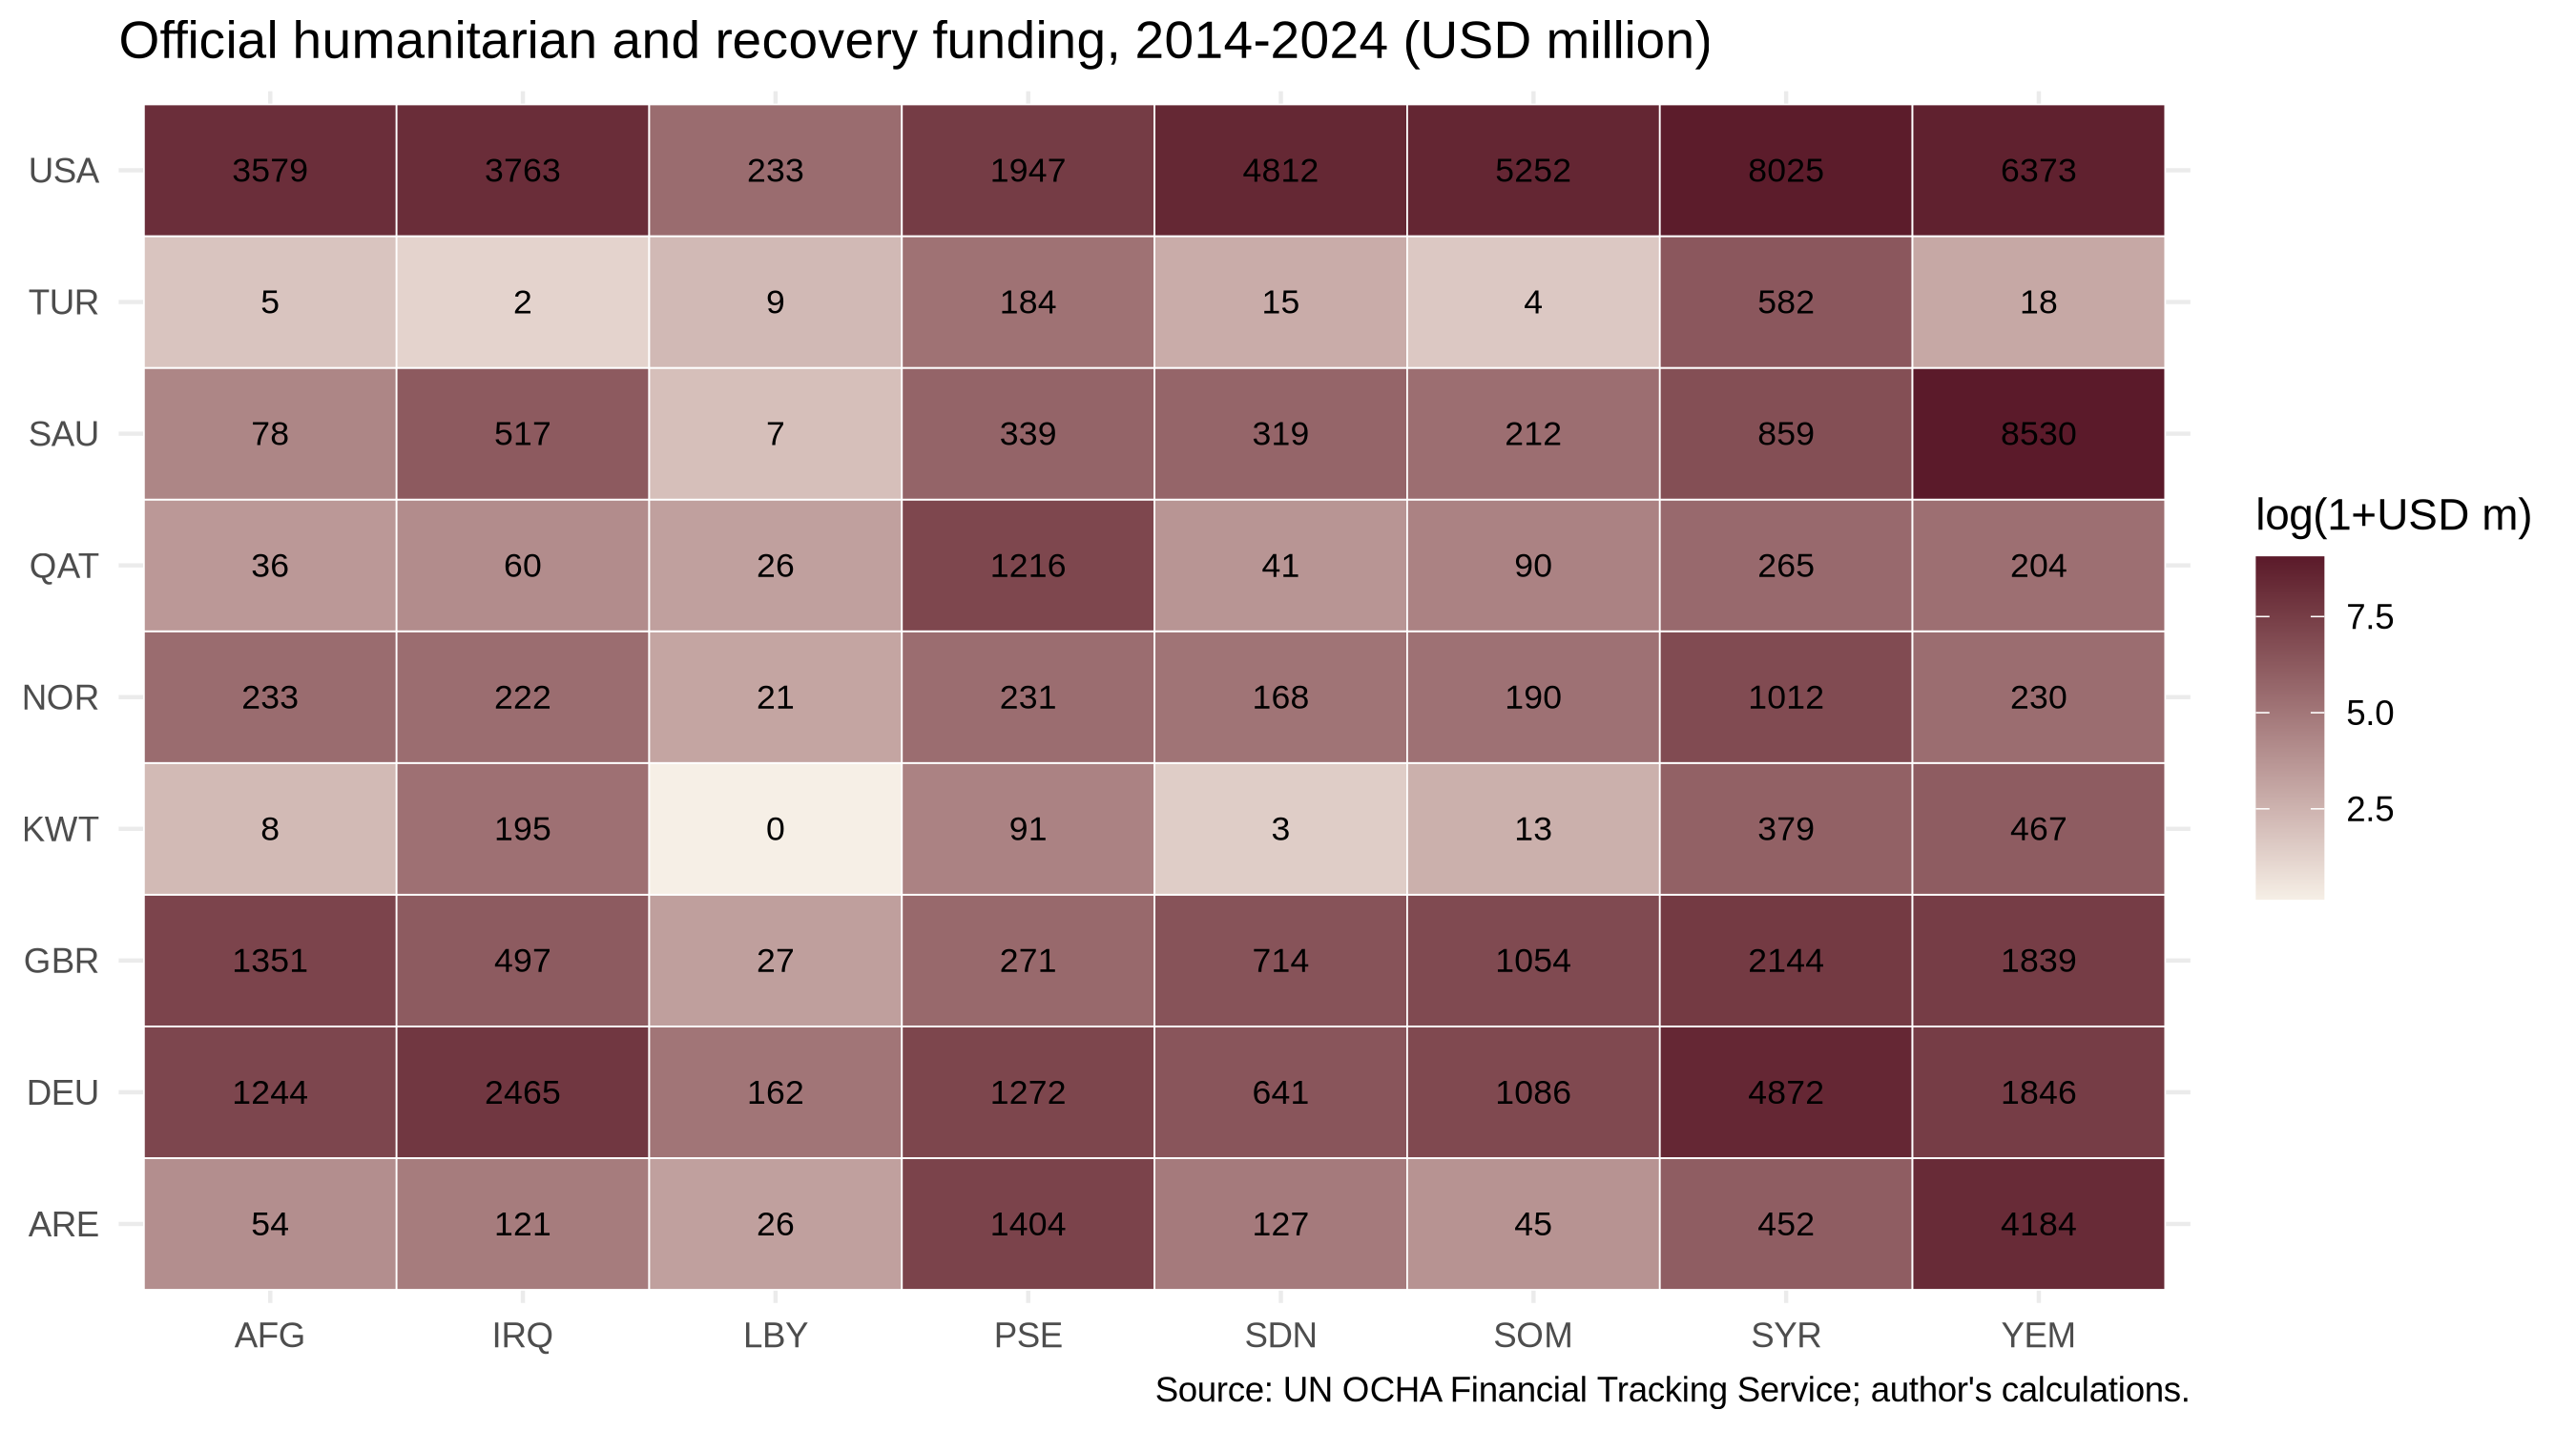 Official humanitarian and recovery funding, 2014-2024 (USD million)
USA 3579 3763 233 1947 4812 5252 8025 6373
TUR 5 2 9 184 15 4 582 18
SAU 78 517 7 339 319 212 859 8530
QAT 36 60 26 1216 41 90 265 204
NOR 233 222 21 231 168 190 1012 230
KWT 8 195 0 91 3 13 379 467
GBR 1351 497 27 271 714 1054 2144 1839
DEU 1244 2465 162 1272 641 1086 4872 1846
ARE 54 121 26 1404 127 45 452 4184
AFG IRQ LBY PSE SDN SOM SYR YEM
log(1+USD m)
7.5
5.0
2.5
Source: UN OCHA Financial Tracking Service; author's calculations.